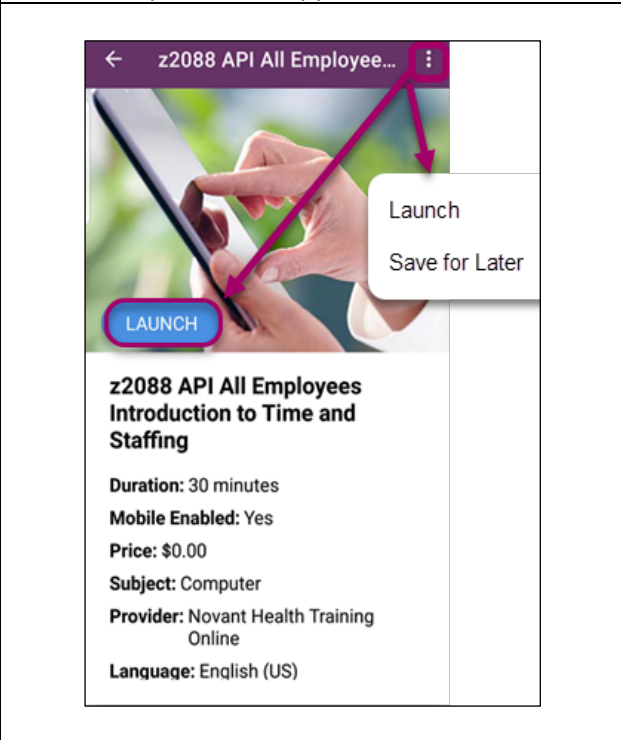 z2088 API All Employee...
Launch
Save for Later
LAUNCH
z2088 API All Employees
Introduction to Time and
Staffing
Duration: 30 minutes
Mobile Enabled: Yes
Price: $0.00
Subject: Computer
Provider: Novant Health Training
Online
Language: English (US)